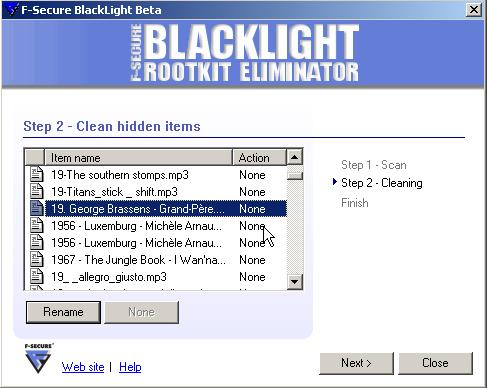 F-Secure BlackLight Beta
F-SECURE
BLACKLIGHT
ROOTKIT ELIMINATOR
Step 2 - Clean hidden items
Item name Action
19-The southern stomps.mp3 None
19-Titans_ stick _ shift.mp3 None
19. George Brassens - Grand-Père.... None
1956 - Luxemburg - Michèle Arnau... None
1956 - Luxemburg - Michèle Arnau... None
1967 - The Jungle Book - I Wan'na... None
19_ _allegro_giusto.mp3 None
Step 1 - Scan
Step 2 - Cleaning
Finish
Rename None
F-SECURE
Web site | Help
Next > Close